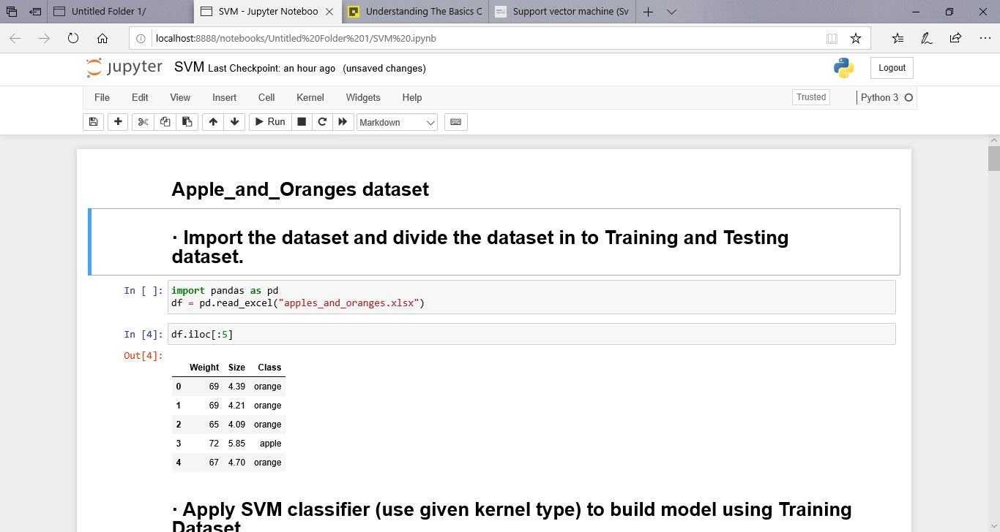 Untitled Folder 1/
SVM - Jupyter Noteboo
Understanding The Basics C
Support vector machine (Sv
localhost:8888/notebooks/Untitled%20Folder%201/SVM%20.ipynb
jupyter SVM Last Checkpoint: an hour ago (unsaved changes)
Logout
File Edit View Insert Cell Kernel Widgets Help
Trusted
Python 3
Run
Markdown
Apple_and_Oranges dataset
· Import the dataset and divide the dataset in to Training and Testing
dataset.
In [ ]: import pandas as pd
df = pd.read_excel("apples_and_oranges.xlsx")
In [4]: df.iloc[:5]
Out[4]:
Weight Size Class
0 69 4.39 orange
1 69 4.21 orange
2 65 4.09 orange
3 72 5.85 apple
4 67 4.70 orange
· Apply SVM classifier (use given kernel type) to build model using Training
Dataset